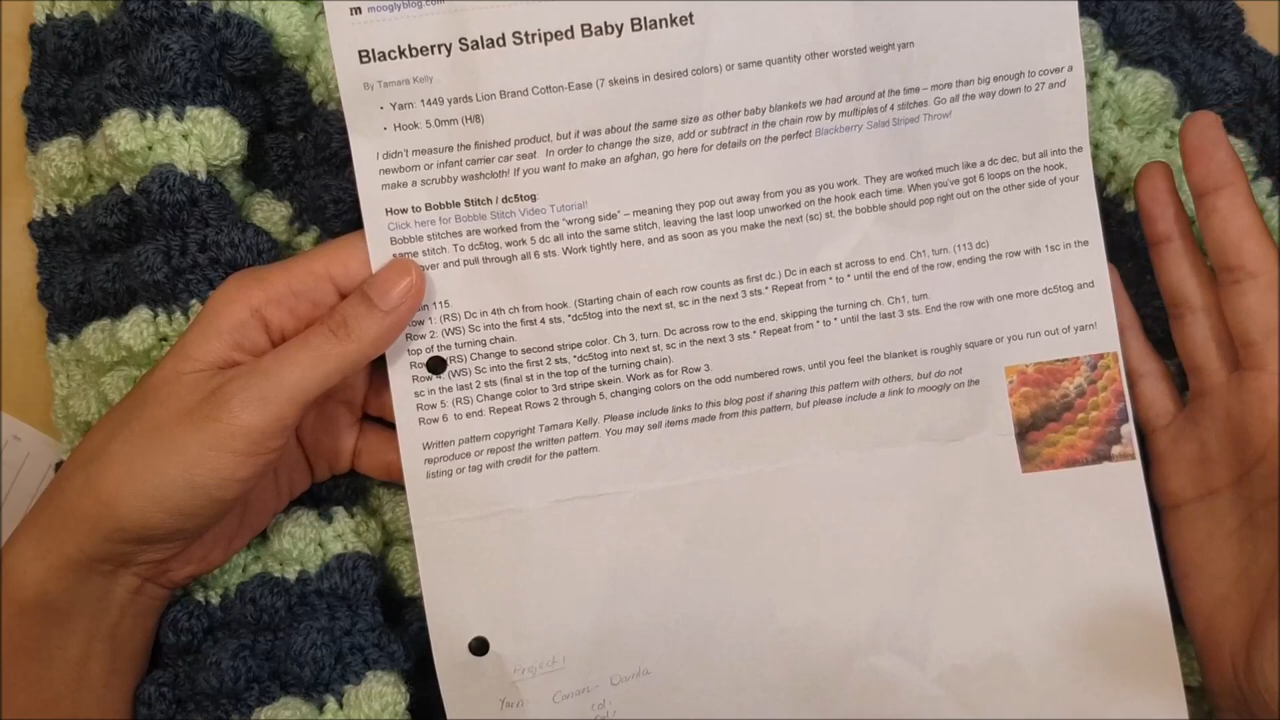 m mooglyblog.com
Blackberry Salad Striped Baby Blanket
By Tamara Kelly
• Yarn: 1449 yards Lion Brand Cotton-Ease (7 skeins in desired colors) or same quantity other worsted weight yarn
• Hook: 5.0mm (H/8)
I didn't measure the finished product, but it was about the same size as other baby blankets we had around at the time – more than big enough to cover a
newborn or infant carrier car seat. In order to change the size, add or subtract in the chain row by multiples of 4 stitches. Go all the way down to 27 and
make a scrubby washcloth! If you want to make an afghan, go here for details on the perfect Blackberry Salad Striped Throw!
How to Bobble Stitch / dc5tog:
Click here for Bobble Stitch Video Tutorial!
Bobble stitches are worked from the "wrong side" – meaning they pop out away from you as you work. They are worked much like a dc dec, but all into the
same stitch. To dc5tog, work 5 dc all into the same stitch, leaving the last loop unworked on the hook each time. When you've got 6 loops on the hook,
over and pull through all 6 sts. Work tightly here, and as soon as you make the next (sc) st, the bobble should pop right out on the other side of your
115.
Row 1: (RS) Dc in 4th ch from hook. (Starting chain of each row counts as first dc.) Dc in each st across to end. Ch1, turn. (113 dc)
Row 2: (WS) Sc into the first 4 sts, *dc5tog into the next st, sc in the next 3 sts.* Repeat from * to * until the end of the row, ending the row with 1sc in the
top of the turning chain.
(RS) Change to second stripe color. Ch 3, turn. Dc across row to the end, skipping the turning ch. Ch1, turn.
Row 4: (WS) Sc into the first 2 sts, *dc5tog into next st, sc in the next 3 sts.* Repeat from * to * until the last 3 sts. End the row with one more dc5tog and
sc in the last 2 sts (final st in the top of the turning chain).
Row 5: (RS) Change color to 3rd stripe skein. Work as for Row 3.
Row 6 to end: Repeat Rows 2 through 5, changing colors on the odd numbered rows, until you feel the blanket is roughly square or you run out of yarn!
Written pattern copyright Tamara Kelly. Please include links to this blog post if sharing this pattern with others, but do not
reproduce or repost the written pattern. You may sell items made from this pattern, but please include a link to moogly on the
listing or tag with credit for the pattern.
Project 1
Yarn: Caron -
col: